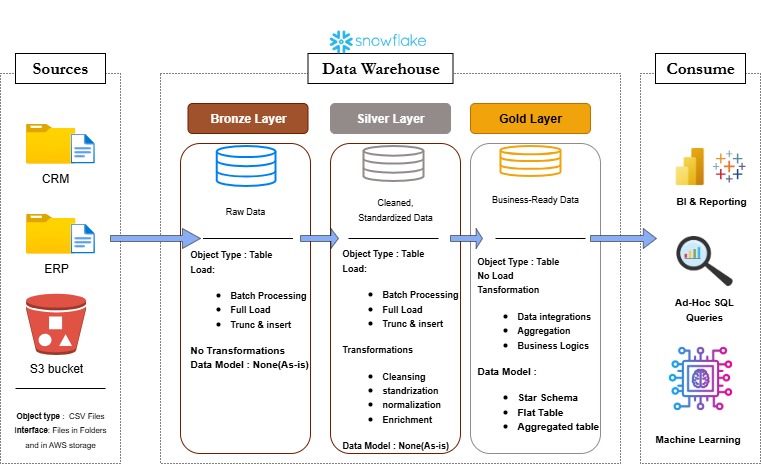 snowflake
Sources
Data Warehouse
Consume
CRM
ERP
S3 bucket
Object type : CSV Files
interface: Files in Folders
and in AWS storage
Bronze Layer
Raw Data
Object Type : Table
Load:
• Batch Processing
• Full Load
• Trunc & insert
No Transformations
Data Model : None(As-is)
Silver Layer
Cleaned,
Standardized Data
Object Type : Table
Load:
• Batch Processing
• Full Load
• Trunc & insert
Transformations
• Cleansing
• standrization
• normalization
• Enrichment
Data Model : None(As-is)
Gold Layer
Business-Ready Data
Object Type : Table
No Load
Tansformation
• Data integrations
• Aggregation
• Business Logics
Data Model :
• Star Schema
• Flat Table
• Aggregated table
BI & Reporting
Ad-Hoc SQL
Queries
Machine Learning